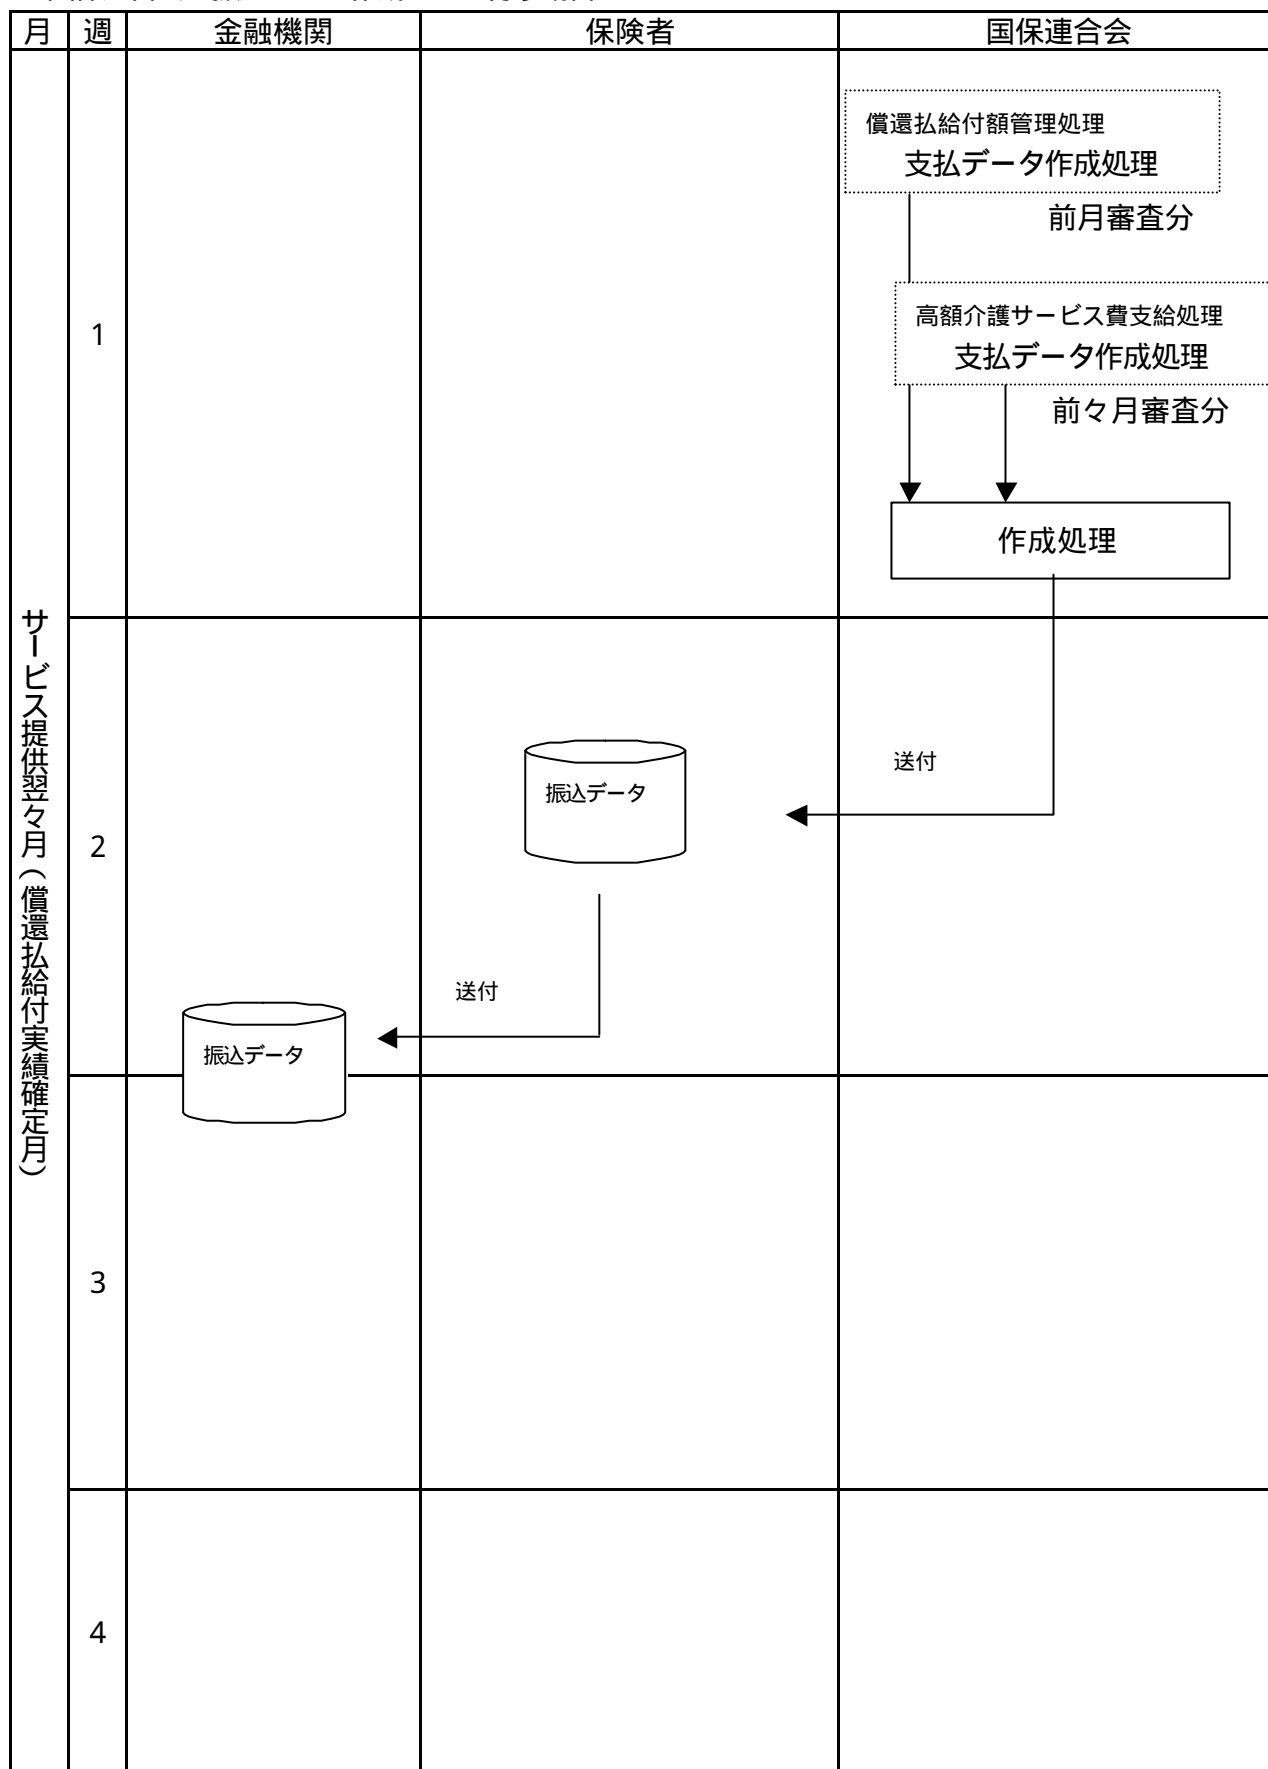 月 週 金融機関 保険者 国保連合会
償還払給付額管理処理
支払データ作成処理
前月審査分
1
高額介護サービス費支給処理
支払データ作成処理
前々月審査分
作成処理
サービス提供翌々月(償還払給付実績確定月)
2
送付
振込データ
送付
振込データ
3
4